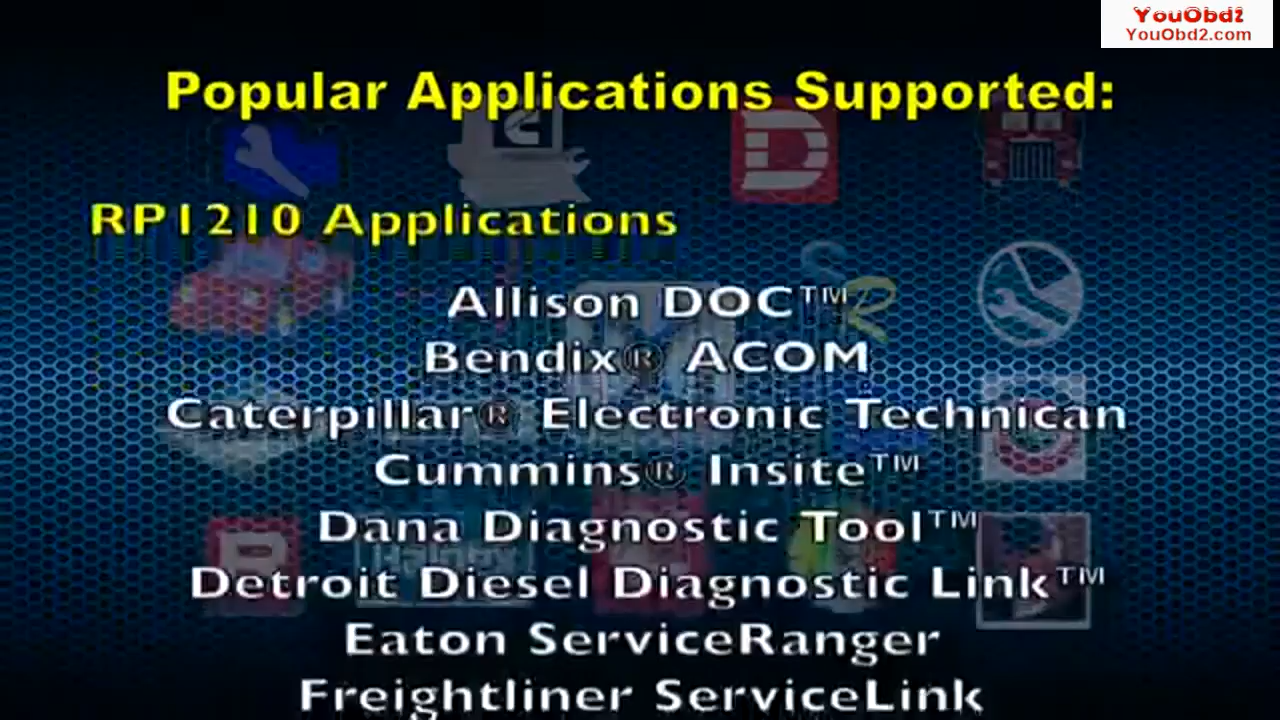 YouObd2
YouObd2.com
Popular Applications Supported:
RP1210 Applications
Allison DOC™
Bendix® ACOM
Caterpillar® Electronic Technican
Cummins® Insite™
Dana Diagnostic Tool™
Detroit Diesel Diagnostic Link™
Eaton ServiceRanger
Freightliner ServiceLink